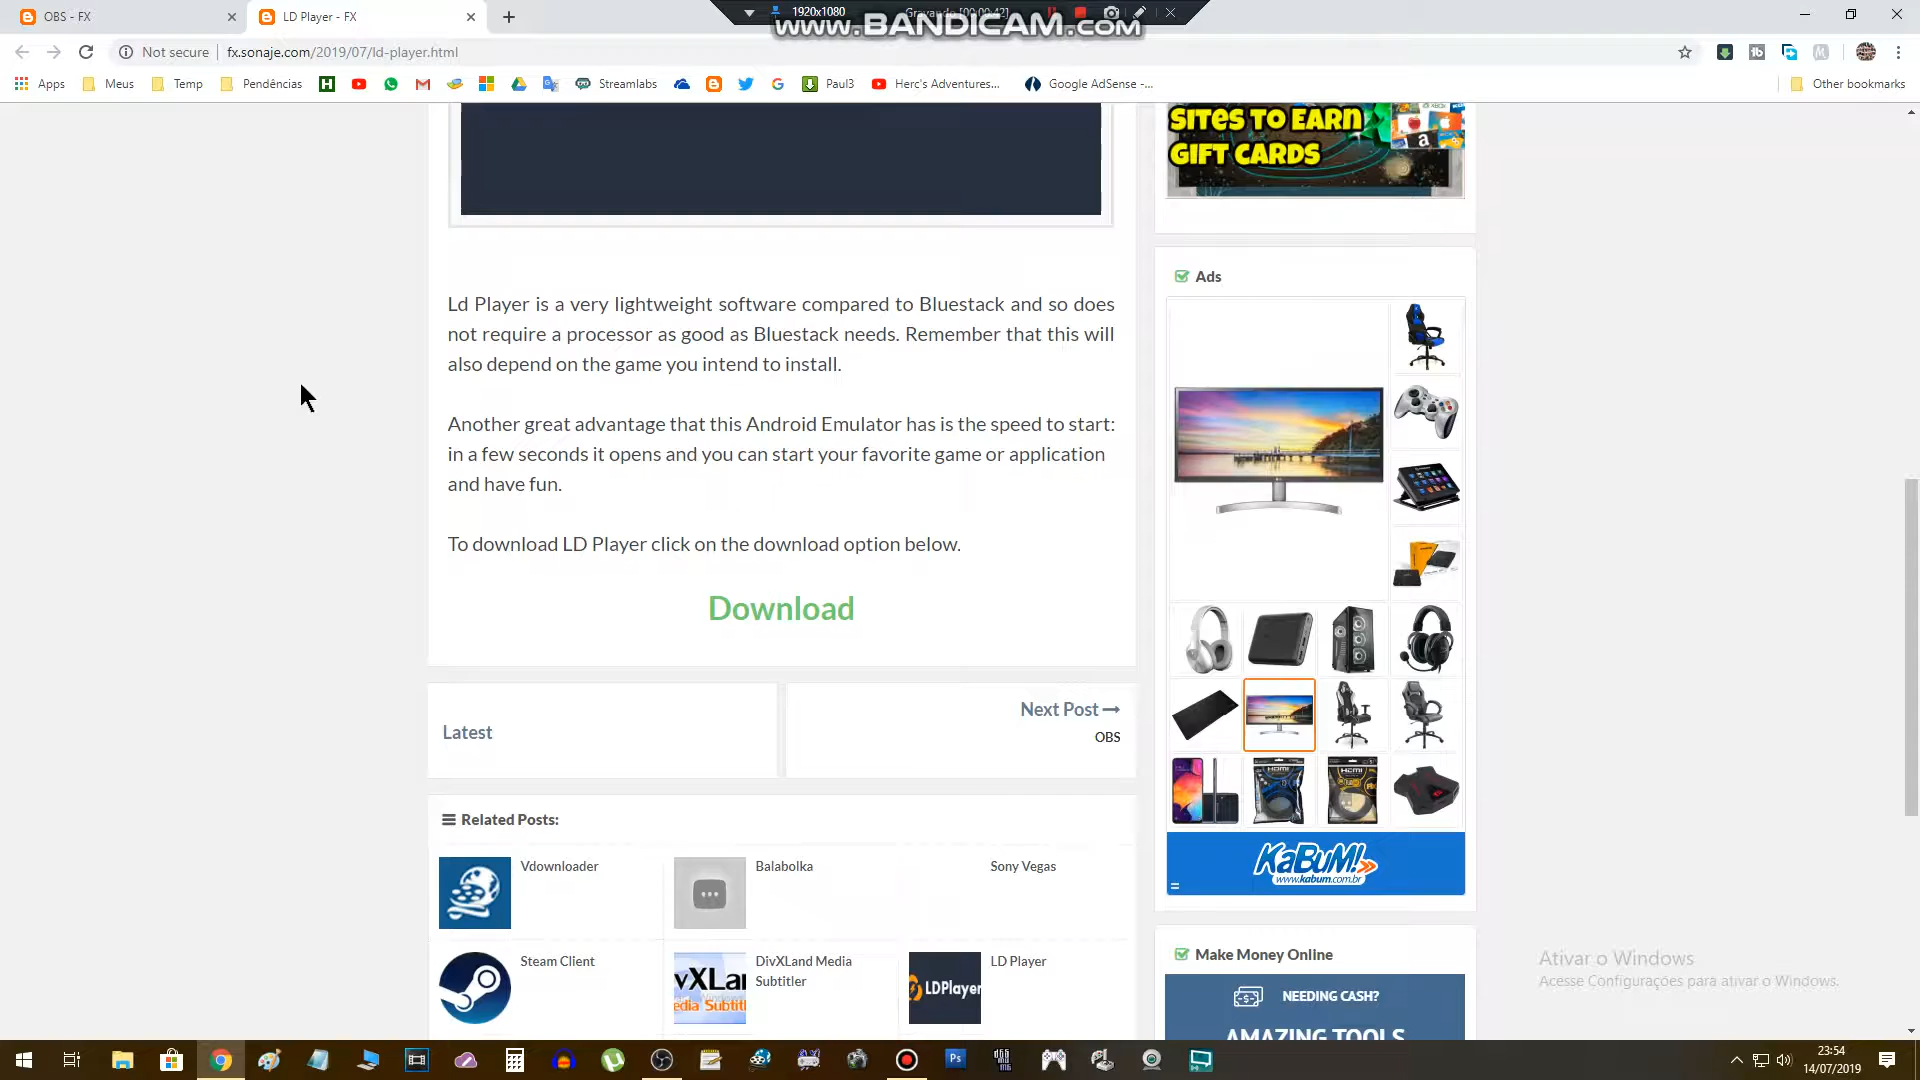 OBS - FX
LD Player - FX
1920x1080
Gravando [00:00:42]
www.BANDICAM.com
Not secure
fx.sonaje.com/2019/07/ld-player.html
Apps
Meus
Temp
Pendências
Streamlabs
Paul3
Herc's Adventures...
Google AdSense -...
Other bookmarks
SITES TO EARN
GIFT CARDS
Ads
Ld Player is a very lightweight software compared to Bluestack and so does
not require a processor as good as Bluestack needs. Remember that this will
also depend on the game you intend to install.
Another great advantage that this Android Emulator has is the speed to start:
in a few seconds it opens and you can start your favorite game or application
and have fun.
To download LD Player click on the download option below.
Download
Latest
Next Post
OBS
Related Posts:
Vdownloader
Balabolka
Sony Vegas
Steam Client
DivXLand Media
Subtitler
LD Player
LDPlayer
KaBuM!
www.kabum.com.br
Make Money Online
NEEDING CASH?
AMAZING TOOLS
Ativar o Windows
Acesse Configurações para ativar o Windows.
23:54
14/07/2019